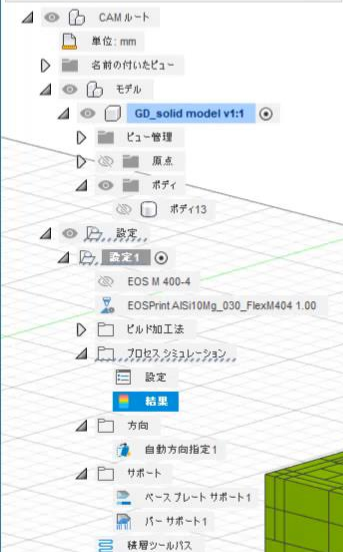 CAMルート
単位: mm
名前の付いたビュー
モデル
GD_solid model v1:1
ビュー管理
原点
ボディ
ボディ13
設定
設定1
EOS M 400-4
EOSPrint AlSi10Mg_030_FlexM404 1.00
ビルド加工法
プロセス シミュレーション
設定
結果
方向
自動方向指定1
サポート
ベースプレート サポート1
バー サポート1
積層ツールパス